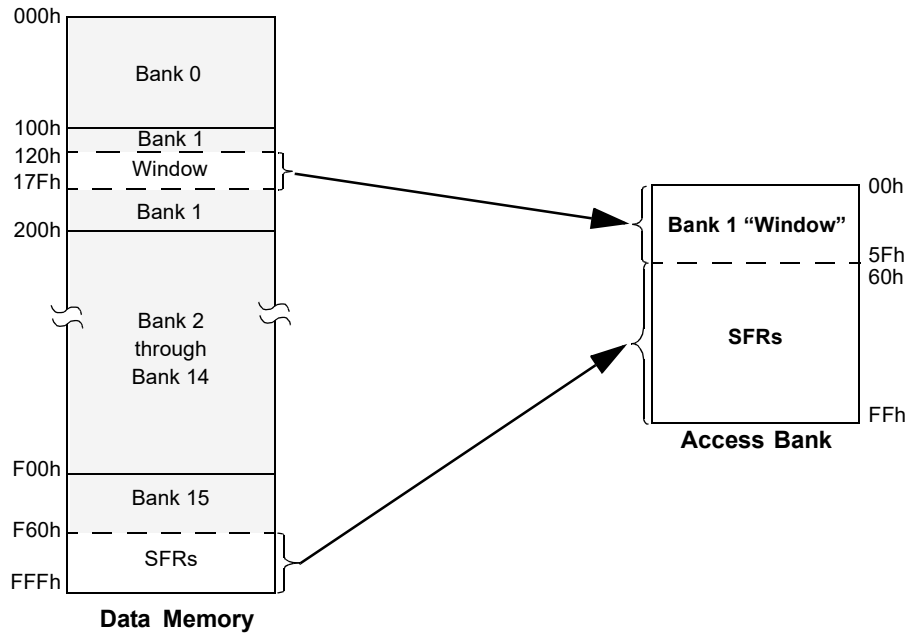 000h
Bank 0
100h
Bank 1
120h
Window
17Fh
Bank 1
200h
Bank 2
through
Bank 14
F00h
Bank 15
F60h
SFRs
FFFh
Data Memory
00h
Bank 1 “Window”
5Fh
60h
SFRs
FFh
Access Bank